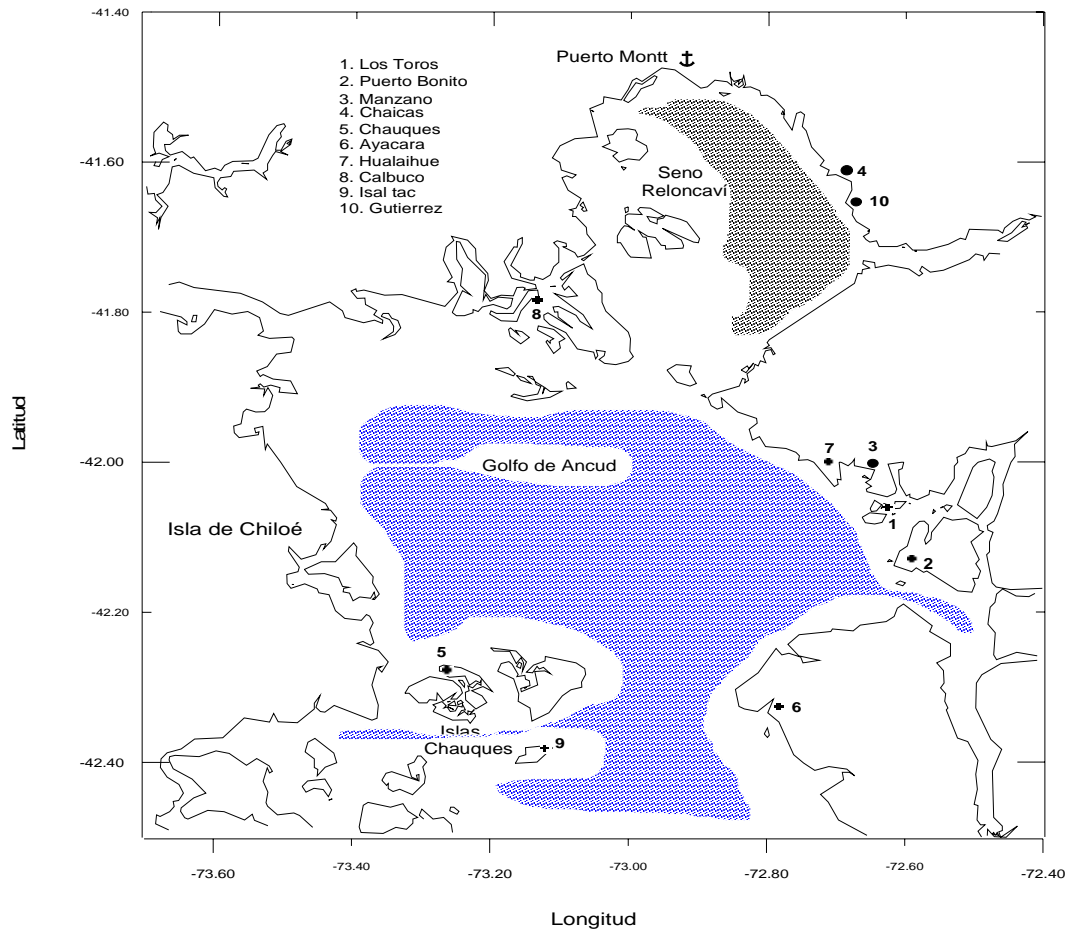 -41.40
Puerto Montt
1. Los Toros
2. Puerto Bonito
3. Manzano
4. Chaicas
5. Chauques
6. Ayacara
7. Hualaihue
8. Calbuco
9. Isal tac
10. Gutierrez
-41.60
Seno
Reloncaví
4
10
-41.80
8
Latitud
-42.00
Golfo de Ancud
7
3
Isla de Chiloé
1
2
-42.20
5
6
Islas
Chauques
9
-42.40
-73.60
-73.40
-73.20
-73.00
-72.80
-72.60
-72.40
Longitud